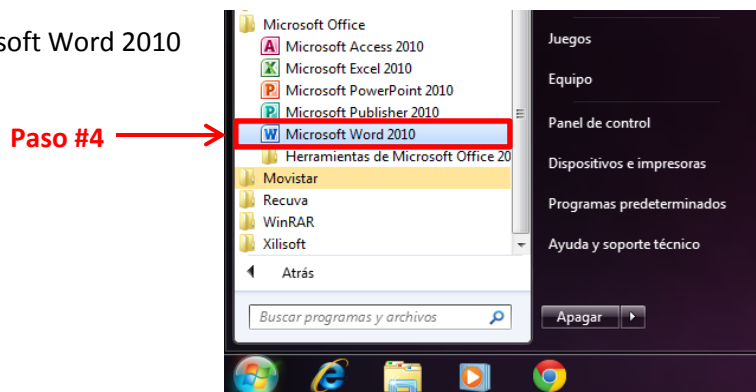 soft Word 2010
Paso #4
Microsoft Office
Microsoft Access 2010
Microsoft Excel 2010
Microsoft PowerPoint 2010
Microsoft Publisher 2010
Microsoft Word 2010
Herramientas de Microsoft Office 20
Movistar
Recuva
WinRAR
Xilisoft
Atrás
Buscar programas y archivos
Juegos
Equipo
Panel de control
Dispositivos e impresoras
Programas predeterminados
Ayuda y soporte técnico
Apagar